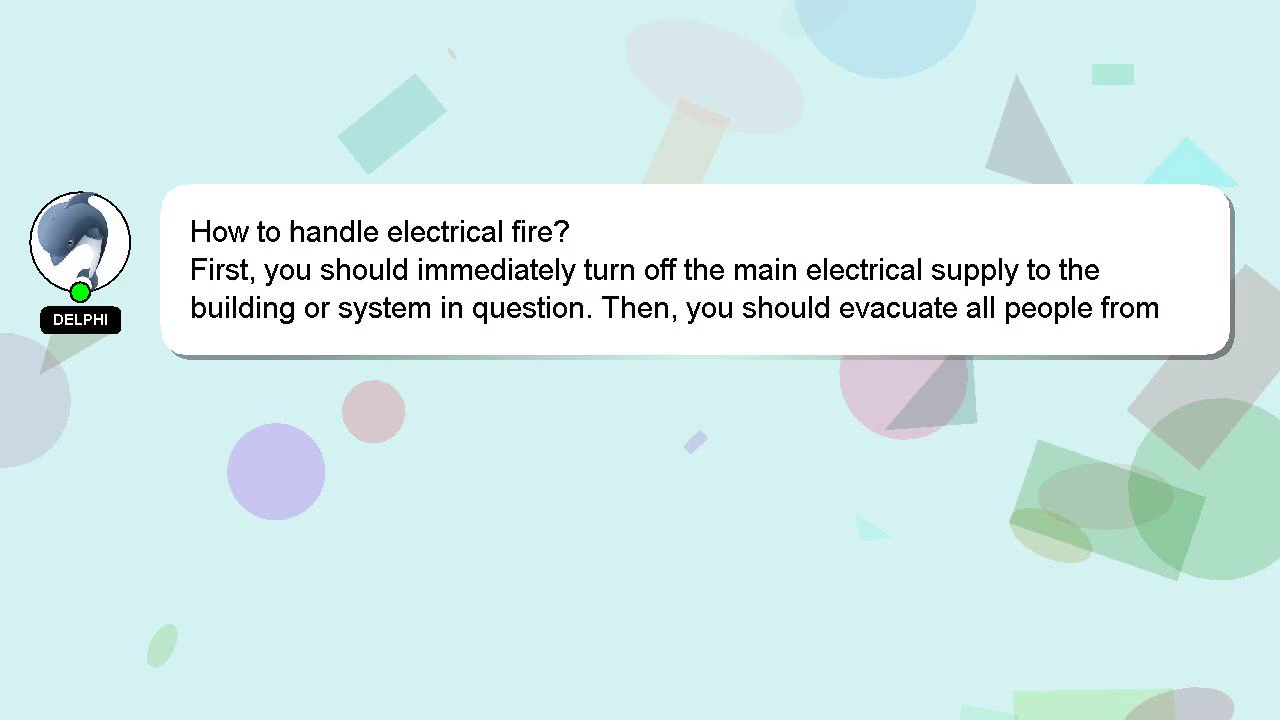 How to handle electrical fire?
First, you should immediately turn off the main electrical supply to the
building or system in question. Then, you should evacuate all people from
DELPHI